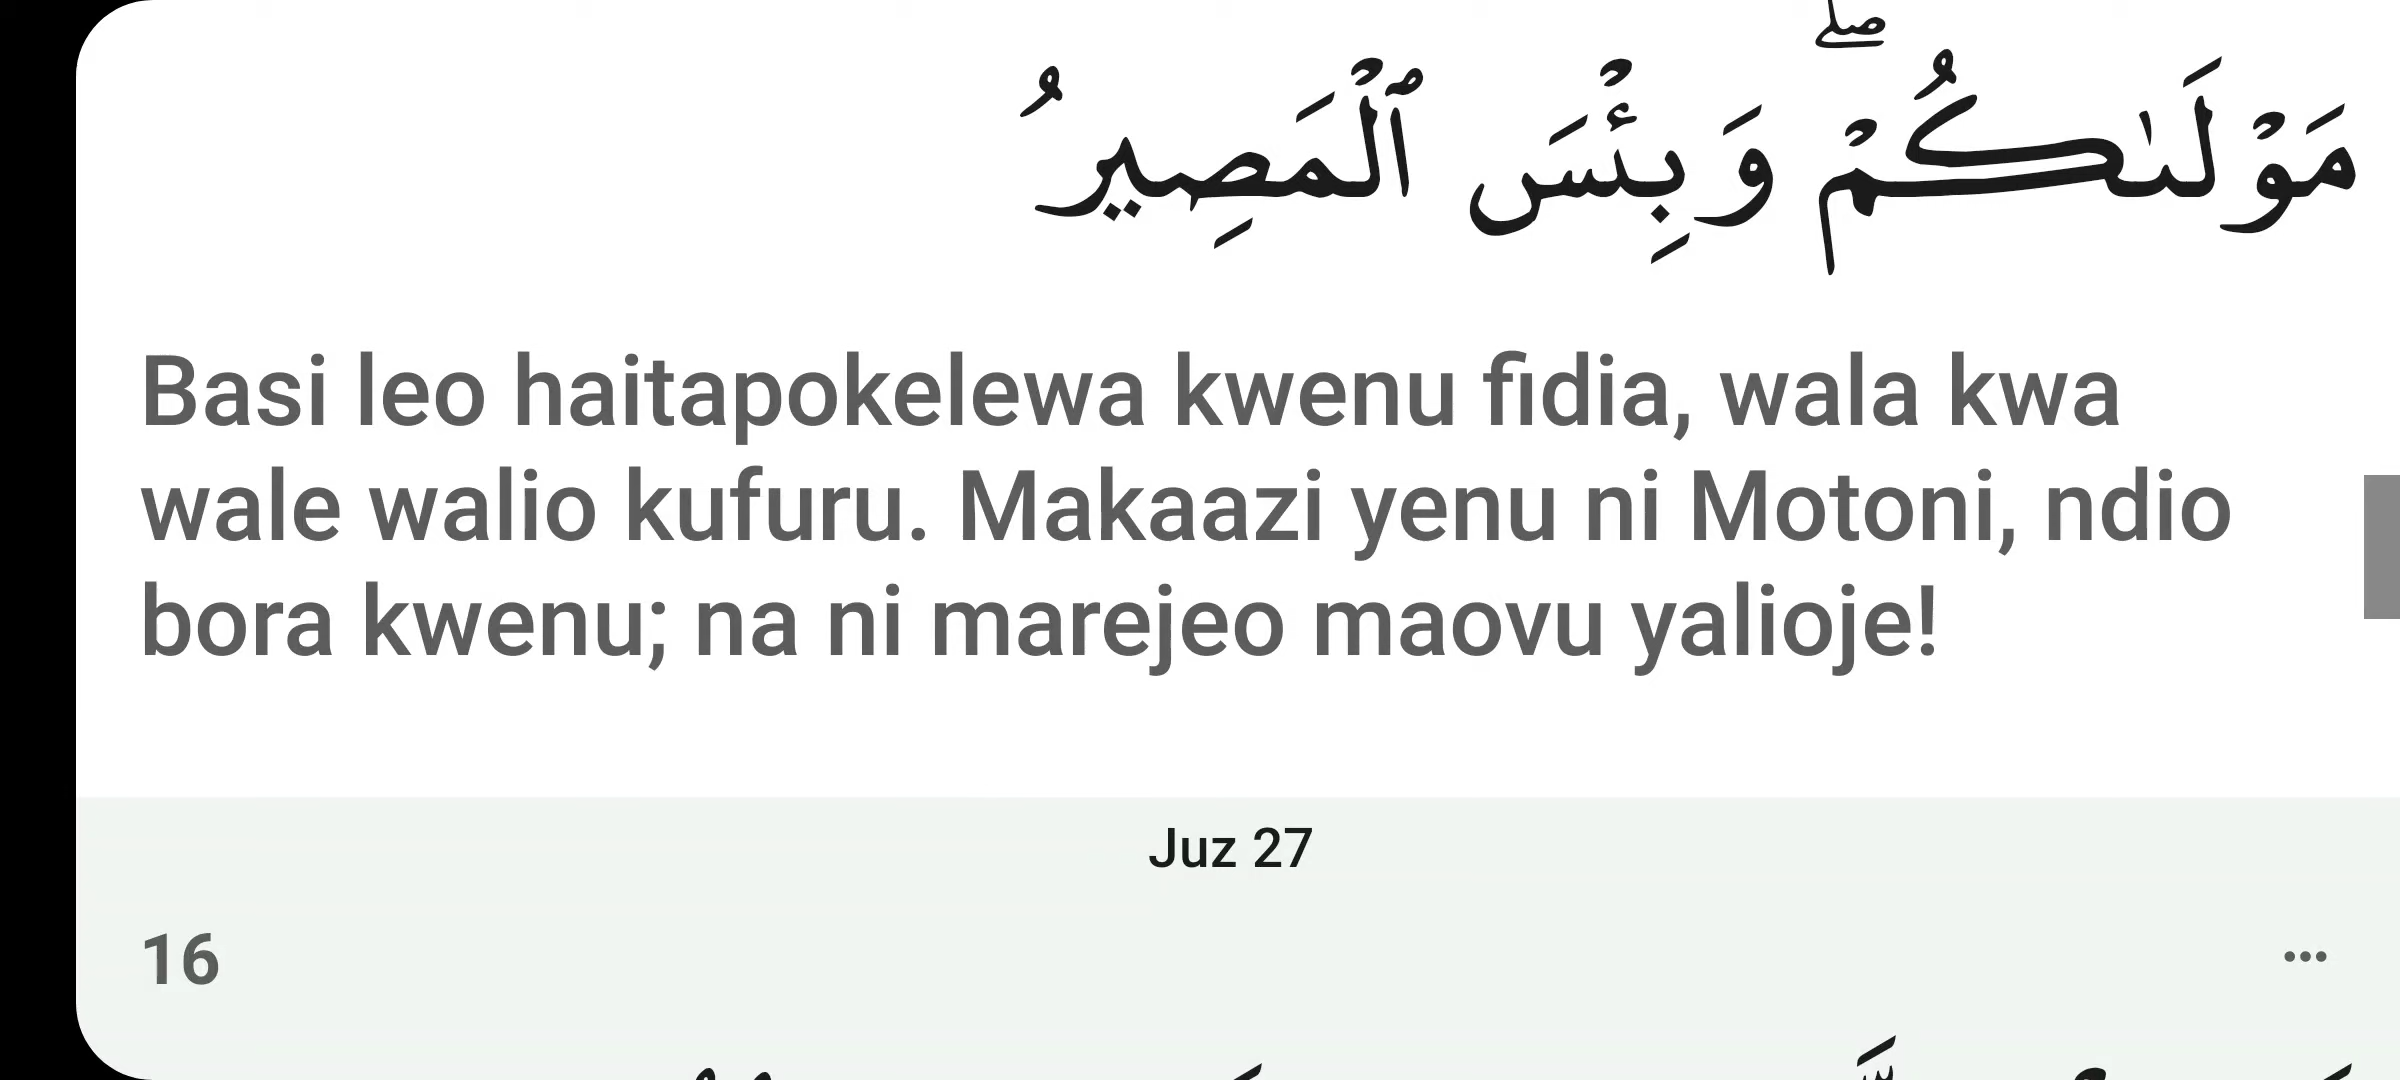 مَوْلَىٰكُمْ ۖ وَبِئْسَ ٱلْمَصِيرُ
Basi leo haitapokelewa kwenu fidia, wala kwa
wale walio kufuru. Makaazi yenu ni Motoni, ndio
bora kwenu; na ni marejeo maovu yalioje!
Juz 27
16
...